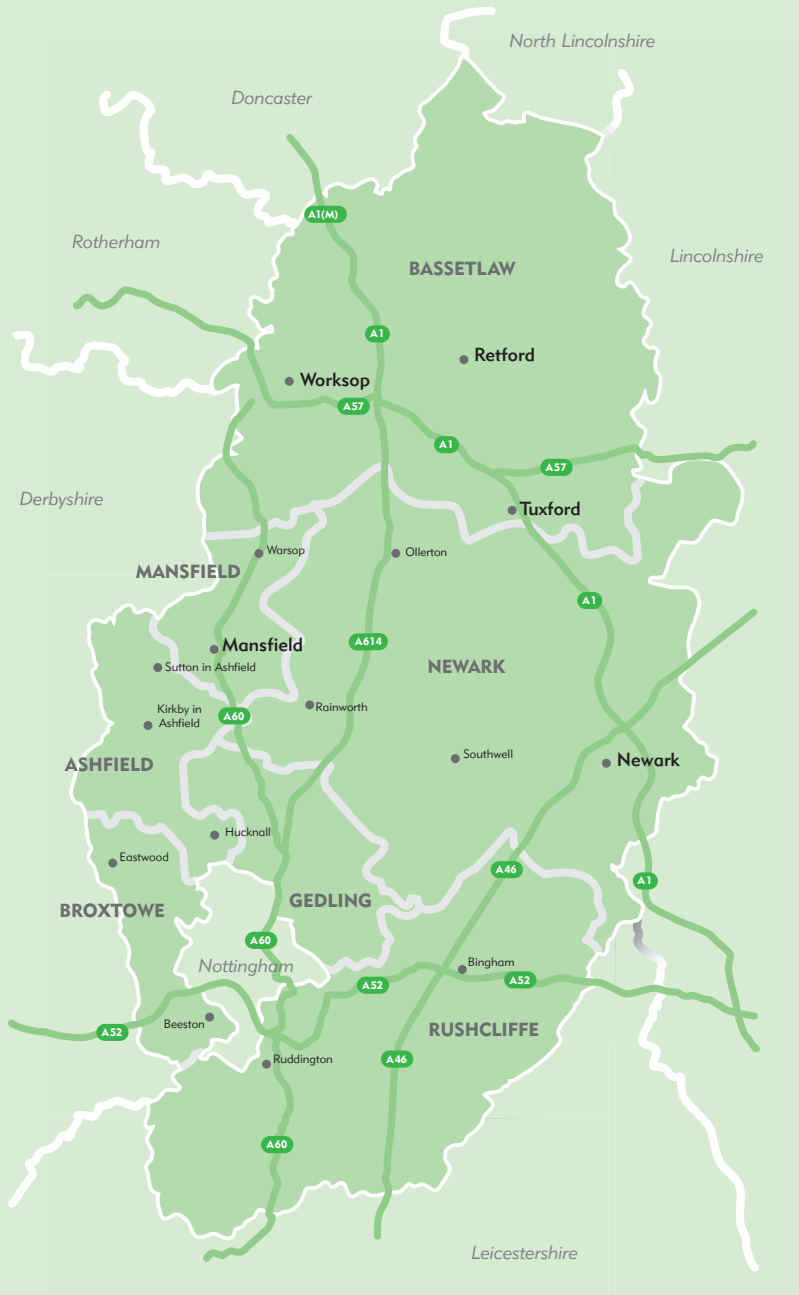 North Lincolnshire
Doncaster
A1(M)
Rotherham
Lincolnshire
BASSETLAW
A1
Retford
Worksop
A57
A1
A57
Derbyshire
Tuxford
Warsop
Ollerton
MANSFIELD
A1
Mansfield
A614
Sutton in Ashfield
NEWARK
Rainworth
Kirkby in
Ashfield
A60
Southwell
Newark
ASHFIELD
Hucknall
Eastwood
A46
A1
GEDLING
BROXTOWE
A60
Nottingham
Bingham
A52
A52
Beeston
A52
RUSHCLIFFE
Ruddington
A46
A60
Leicestershire